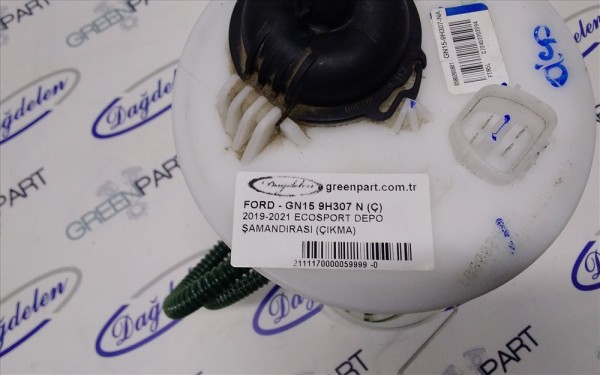 Dağdelen
GREENPART
Dağdelen
GN15-9H307-NA
Dağdelen
greenpart.com.tr
FORD - GN15 9H307 N (Ç)
2019-2021 ECOSPORT DEPO
ŞAMANDIRASI (ÇIKMA)
2111170000059999 -0
GREENPART
Dağdelen
Dağdelen
PART